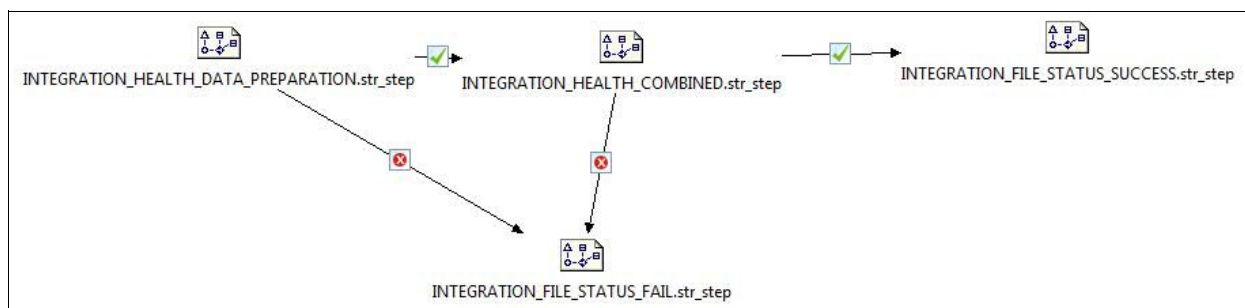 INTEGRATION_HEALTH_DATA_PREPARATION.str_step
INTEGRATION_HEALTH_COMBINED.str_step
INTEGRATION_FILE_STATUS_SUCCESS.str_step
INTEGRATION_FILE_STATUS_FAIL.str_step